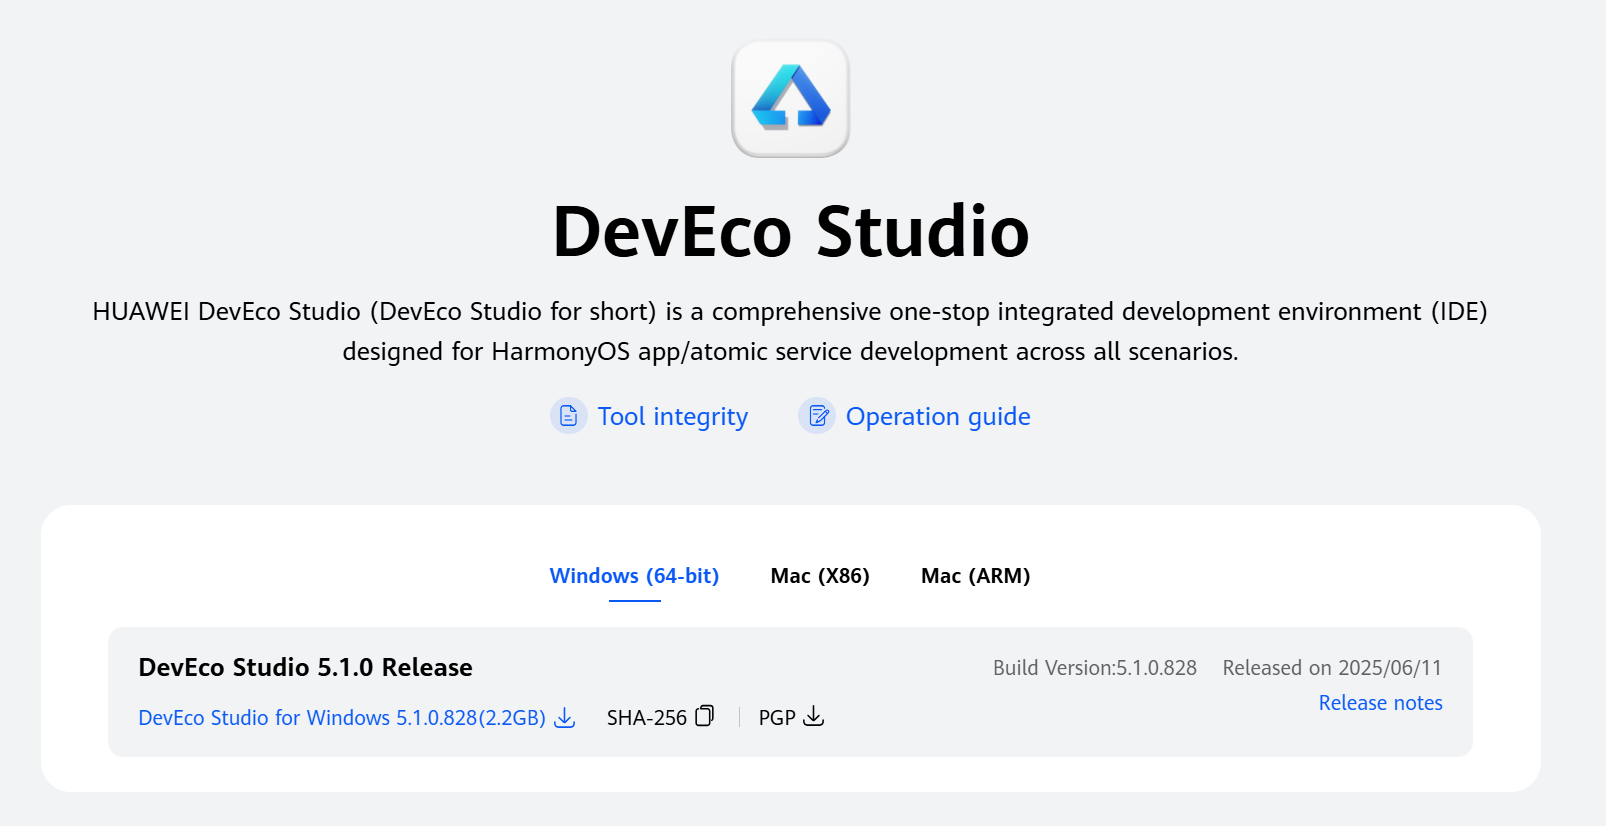 DevEco Studio
HUAWEI DevEco Studio (DevEco Studio for short) is a comprehensive one-stop integrated development environment (IDE)
designed for HarmonyOS app/atomic service development across all scenarios.
Tool integrity
Operation guide
Windows (64-bit)
Mac (X86)
Mac (ARM)
DevEco Studio 5.1.0 Release
Build Version:5.1.0.828
Released on 2025/06/11
Release notes
DevEco Studio for Windows 5.1.0.828(2.2GB)
SHA-256
PGP